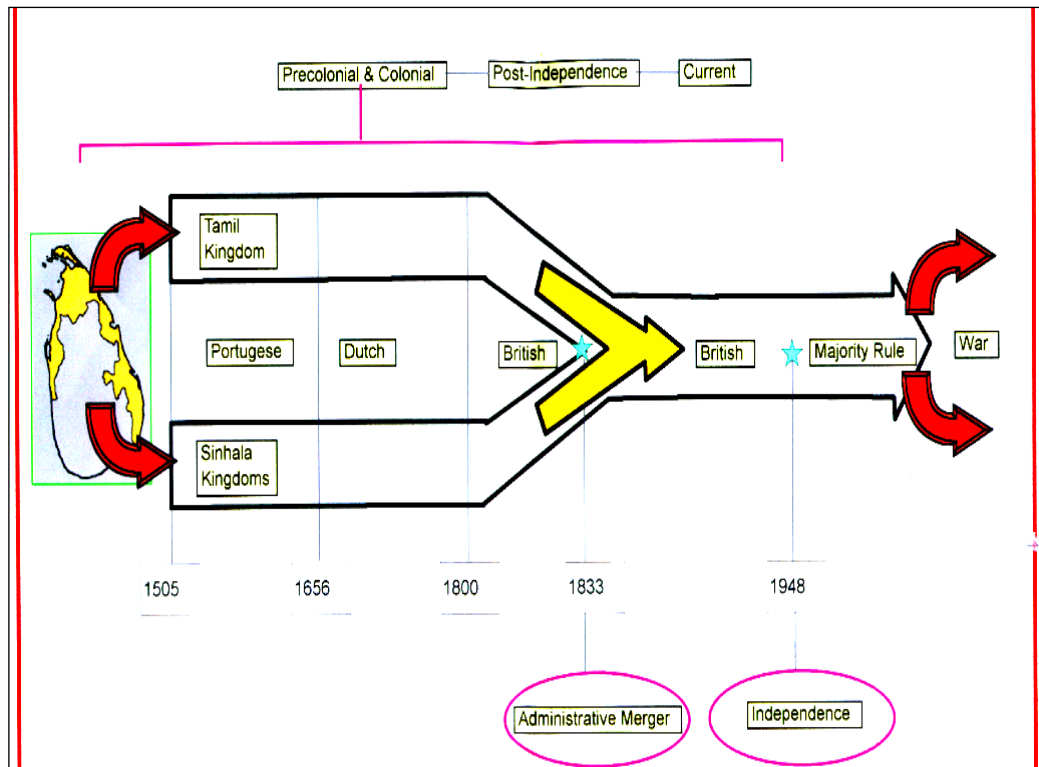 Precolonial & Colonial
Post-Independence
Current
Tamil
Kingdom
Portugese
Dutch
British
British
Majority Rule
War
Sinhala
Kingdoms
1505
1656
1800
1833
1948
Administrative Merger
Independence